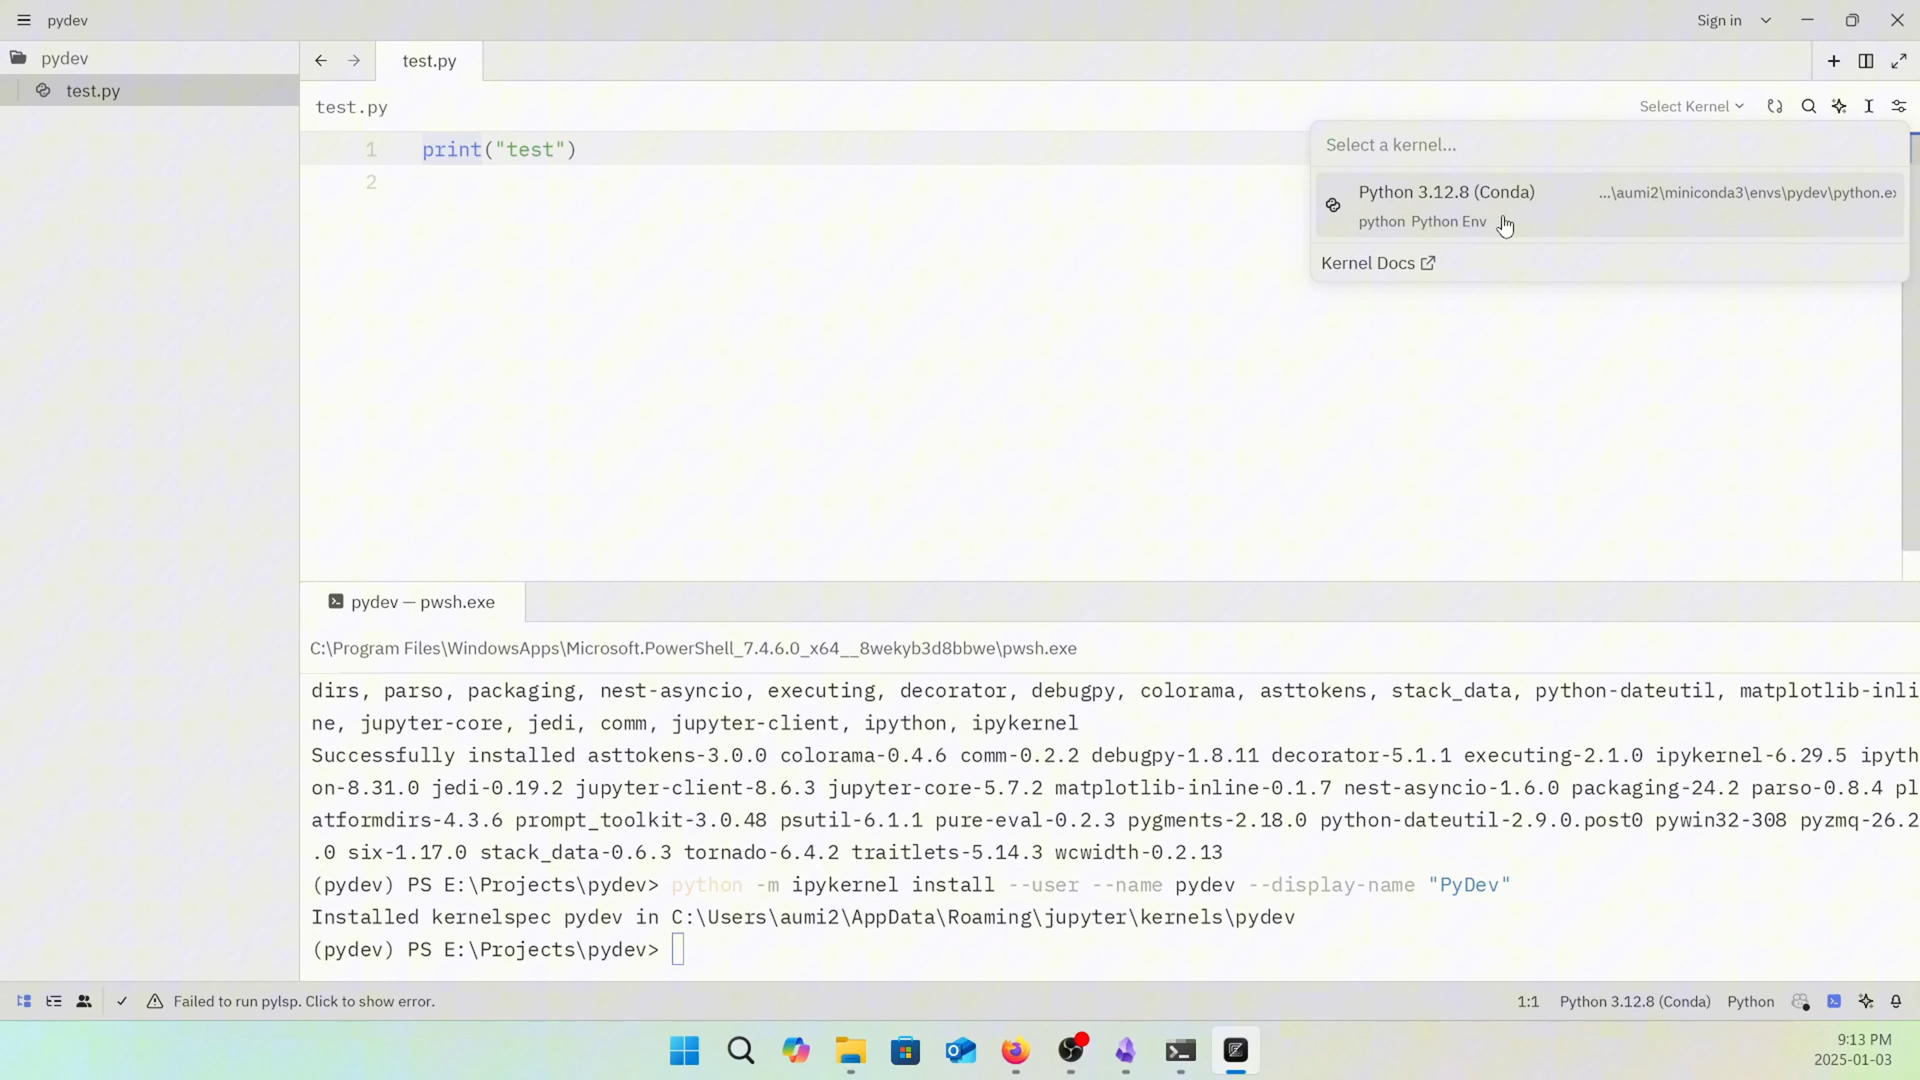 pydev
Sign in
pydev
test.py
test.py
test.py
Select Kernel
1 print("test")
2
Select a kernel...
Python 3.12.8 (Conda) ...\aumi2\miniconda3\envs\pydev\python.ex
python Python Env
Kernel Docs
pydev — pwsh.exe
C:\Program Files\WindowsApps\Microsoft.PowerShell_7.4.6.0_x64__8wekyb3d8bbwe\pwsh.exe
dirs, parso, packaging, nest-asyncio, executing, decorator, debugpy, colorama, asttokens, stack_data, python-dateutil, matplotlib-inli
ne, jupyter-core, jedi, comm, jupyter-client, ipython, ipykernel
Successfully installed asttokens-3.0.0 colorama-0.4.6 comm-0.2.2 debugpy-1.8.11 decorator-5.1.1 executing-2.1.0 ipykernel-6.29.5 ipyth
on-8.31.0 jedi-0.19.2 jupyter-client-8.6.3 jupyter-core-5.7.2 matplotlib-inline-0.1.7 nest-asyncio-1.6.0 packaging-24.2 parso-0.8.4 pl
atformdirs-4.3.6 prompt_toolkit-3.0.48 psutil-6.1.1 pure-eval-0.2.3 pygments-2.18.0 python-dateutil-2.9.0.post0 pywin32-308 pyzmq-26.2
.0 six-1.17.0 stack_data-0.6.3 tornado-6.4.2 traitlets-5.14.3 wcwidth-0.2.13
(pydev) PS E:\Projects\pydev> python -m ipykernel install --user --name pydev --display-name "PyDev"
Installed kernelspec pydev in C:\Users\aumi2\AppData\Roaming\jupyter\kernels\pydev
(pydev) PS E:\Projects\pydev>
Failed to run pylsp. Click to show error.
1:1 Python 3.12.8 (Conda) Python
9:13 PM
2025-01-03